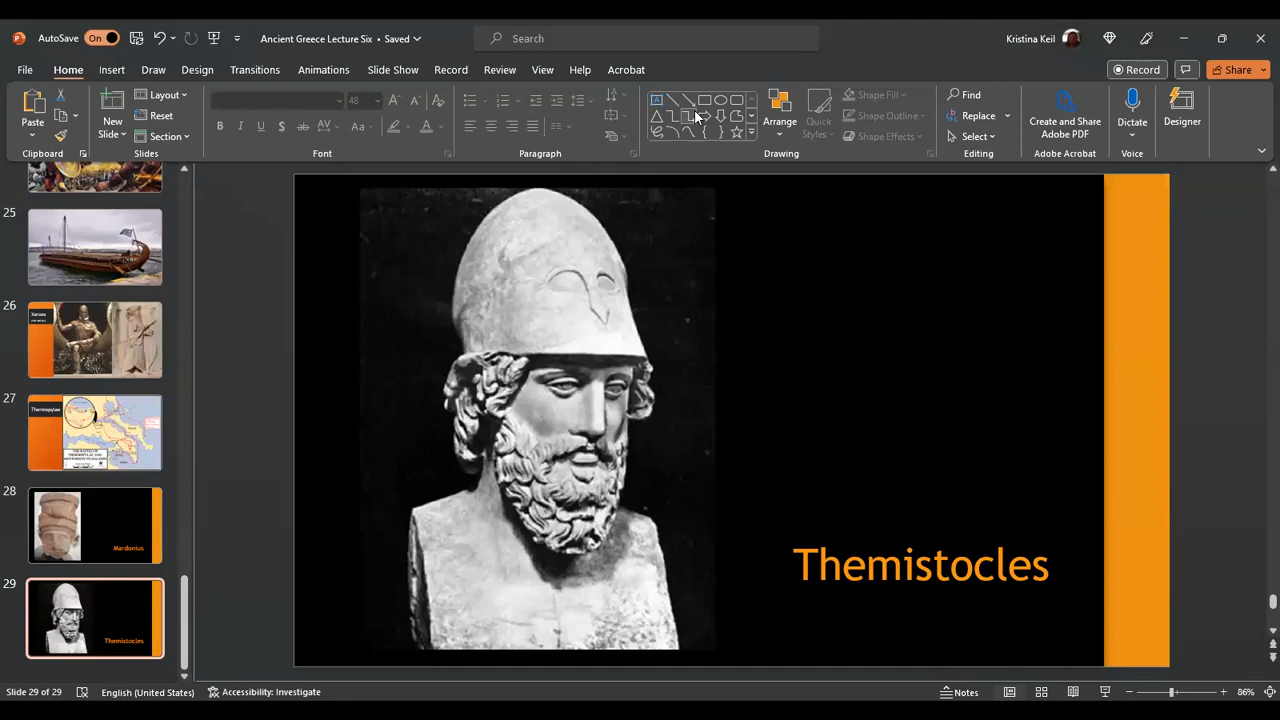 AutoSave On Ancient Greece Lecture Six • Saved Search Kristina Keil
File Home Insert Draw Design Transitions Animations Slide Show Record Review View Help Acrobat Record Share
Paste
Clipboard
New
Slide
Layout
Reset
Section
Slides
48
B I U S ab AV Aa
Font
Paragraph
Arrange
Quick
Styles
Shape Fill
Shape Outline
Shape Effects
Drawing
Find
Replace
Select
Editing
Create and Share
Adobe PDF
Adobe Acrobat
Dictate
Voice
Designer
25
26
Xerxes
27
Thermopylae
28
Mardonius
29
Themistocles
Themistocles
Slide 29 of 29 English (United States) Accessibility: Investigate Notes 86%